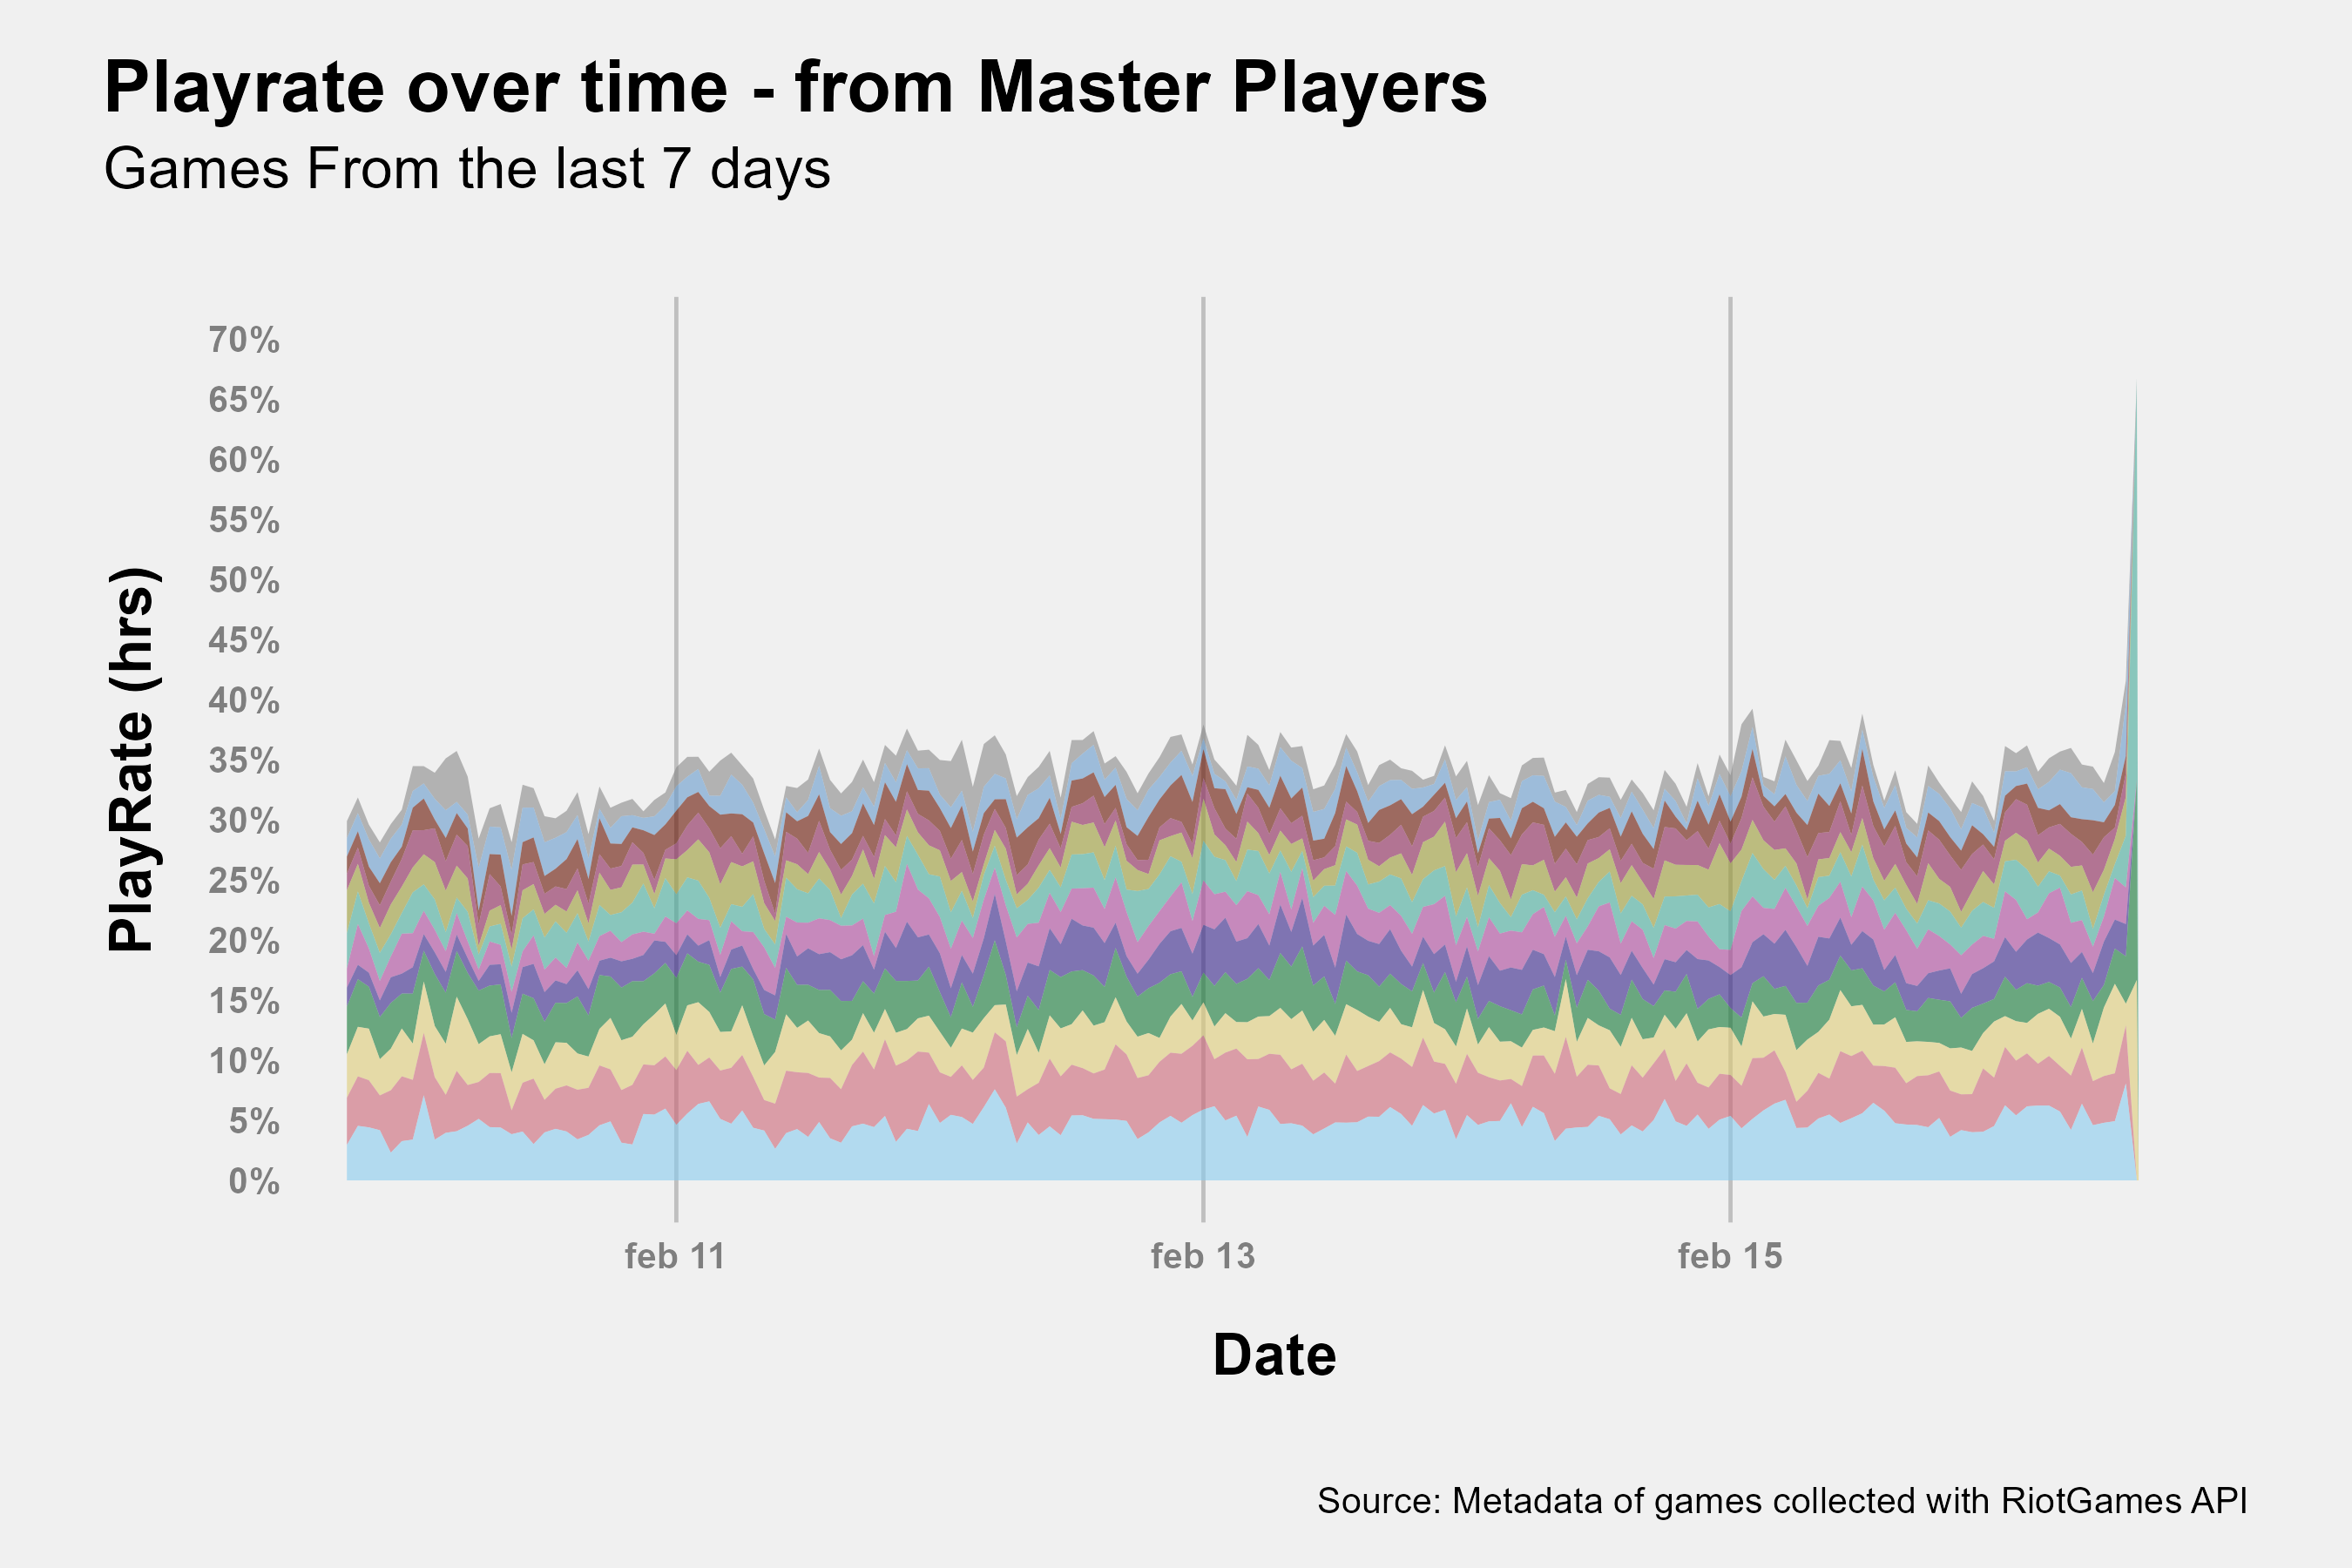 Playrate over time - from Master Players
Games From the last 7 days
70%
65%
60%
55%
50%
45%
40%
35%
30%
25%
20%
15%
10%
5%
0%
PlayRate (hrs)
feb 11
feb 13
feb 15
Date
Source: Metadata of games collected with RiotGames API